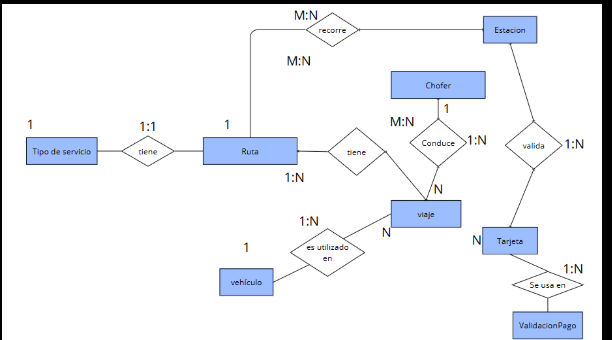 M:N
recorre
Estacion
M:N
Chofer
1
M:N
1
1:1
1
Conduce
1:N
valida
1:N
Tipo de servicio
tiene
Ruta
tiene
1:N
N
viaje
1:N
N
N
Tarjeta
1
es utilizado
en
1:N
vehículo
Se usa en
ValidacionPago